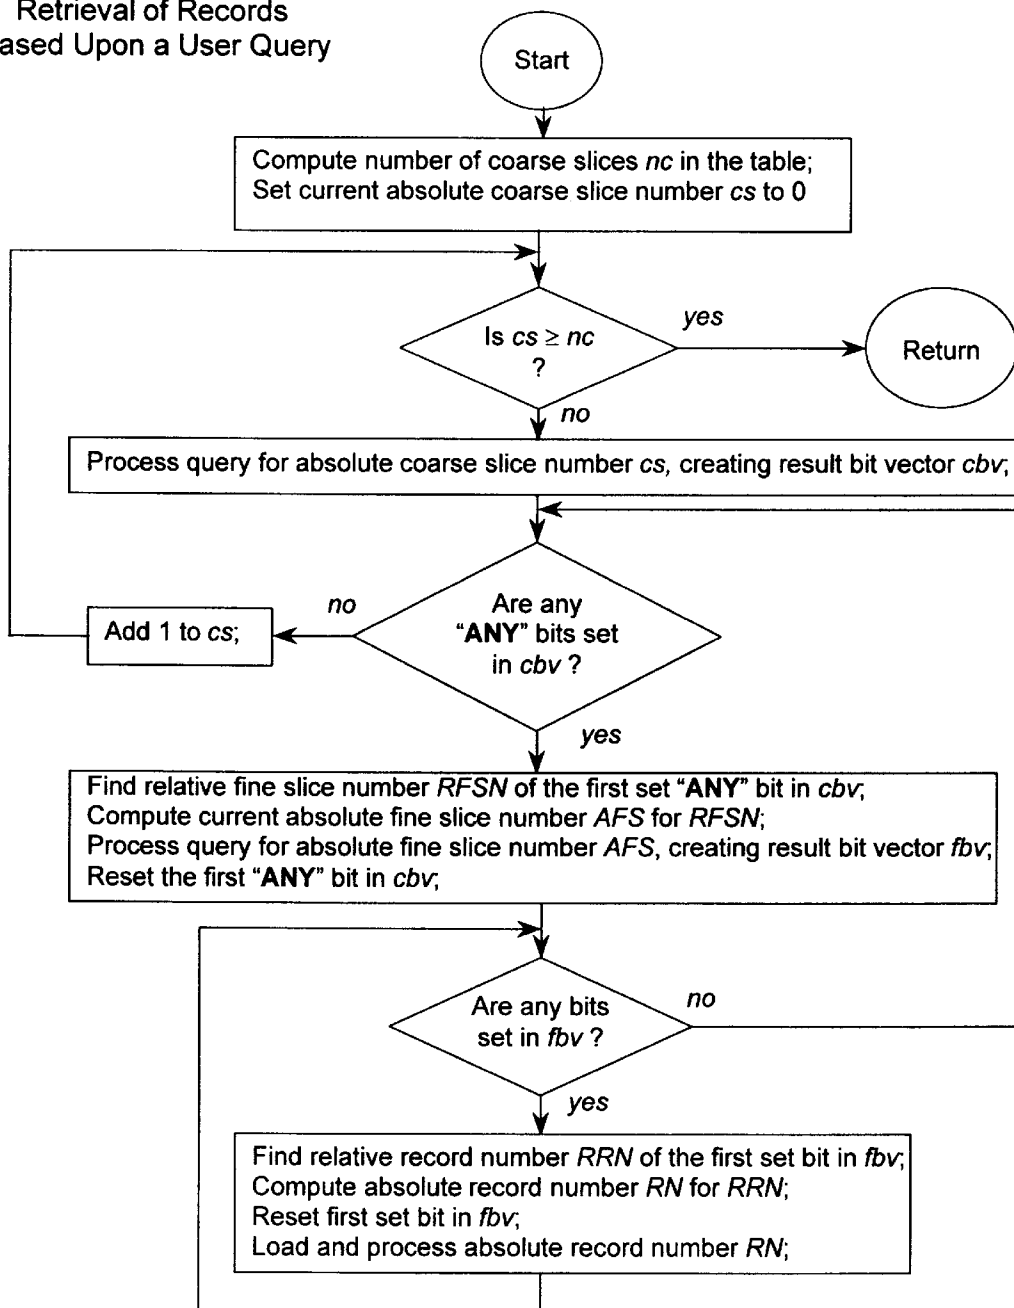 Retrieval of Records
ased Upon a User Query
Start
Compute number of coarse slices nc in the table;
Set current absolute coarse slice number cs to 0
Is cs ≥ nc
?
yes
Return
no
Process query for absolute coarse slice number cs, creating result bit vector cbv;
Are any
“ANY” bits set
in cbv ?
no
Add 1 to cs;
yes
Find relative fine slice number RFSN of the first set “ANY” bit in cbv;
Compute current absolute fine slice number AFS for RFSN;
Process query for absolute fine slice number AFS, creating result bit vector fbv;
Reset the first “ANY” bit in cbv;
Are any bits
set in fbv ?
no
yes
Find relative record number RRN of the first set bit in fbv;
Compute absolute record number RN for RRN;
Reset first set bit in fbv;
Load and process absolute record number RN;